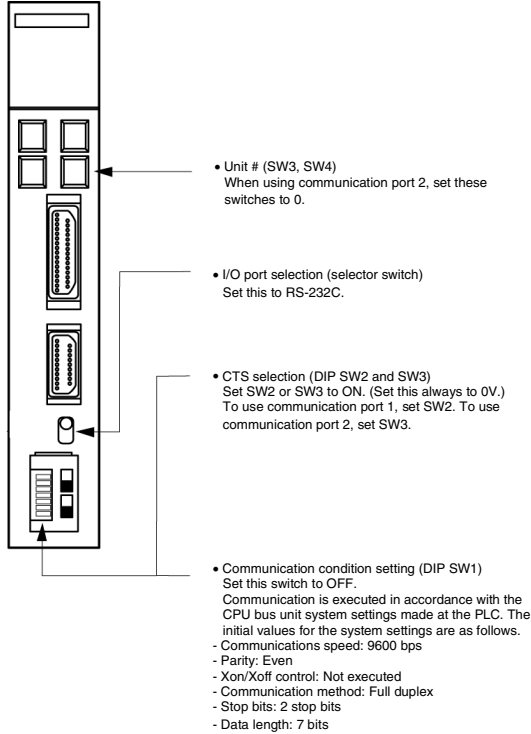 • Unit # (SW3, SW4)
When using communication port 2, set these
switches to 0.
• I/O port selection (selector switch)
Set this to RS-232C.
• CTS selection (DIP SW2 and SW3)
Set SW2 or SW3 to ON. (Set this always to 0V.)
To use communication port 1, set SW2. To use
communication port 2, set SW3.
• Communication condition setting (DIP SW1)
Set this switch to OFF.
Communication is executed in accordance with the
CPU bus unit system settings made at the PLC. The
initial values for the system settings are as follows.
- Communications speed: 9600 bps
- Parity: Even
- Xon/Xoff control: Not executed
- Communication method: Full duplex
- Stop bits: 2 stop bits
- Data length: 7 bits